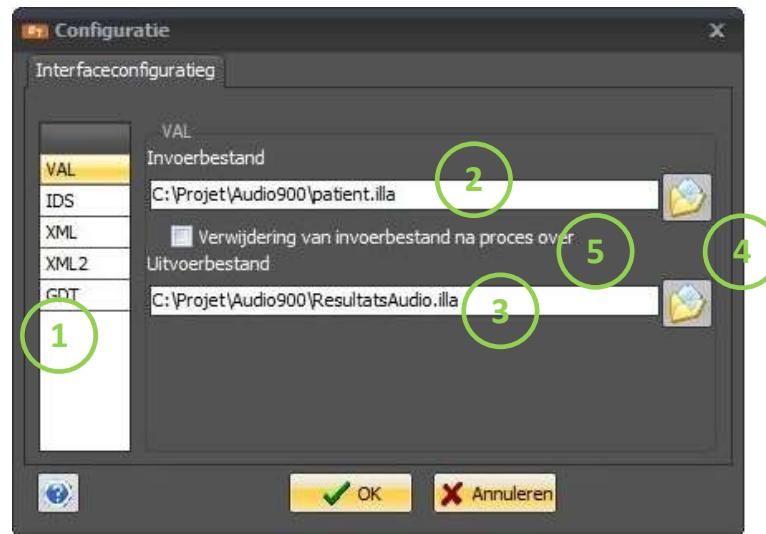 Configuratie
Interfaceconfiguratieg
VAL
IDS
XML
XML2
GDT
1
VAL
Invoerbestand
2
C:\Projet\Audio900\patient.illa
Verwijdering van invoerbestand na proces over
5
4
Uitvoerbestand
C:\Projet\Audio900\ResultatsAudio.illa
3
OK
Annuleren